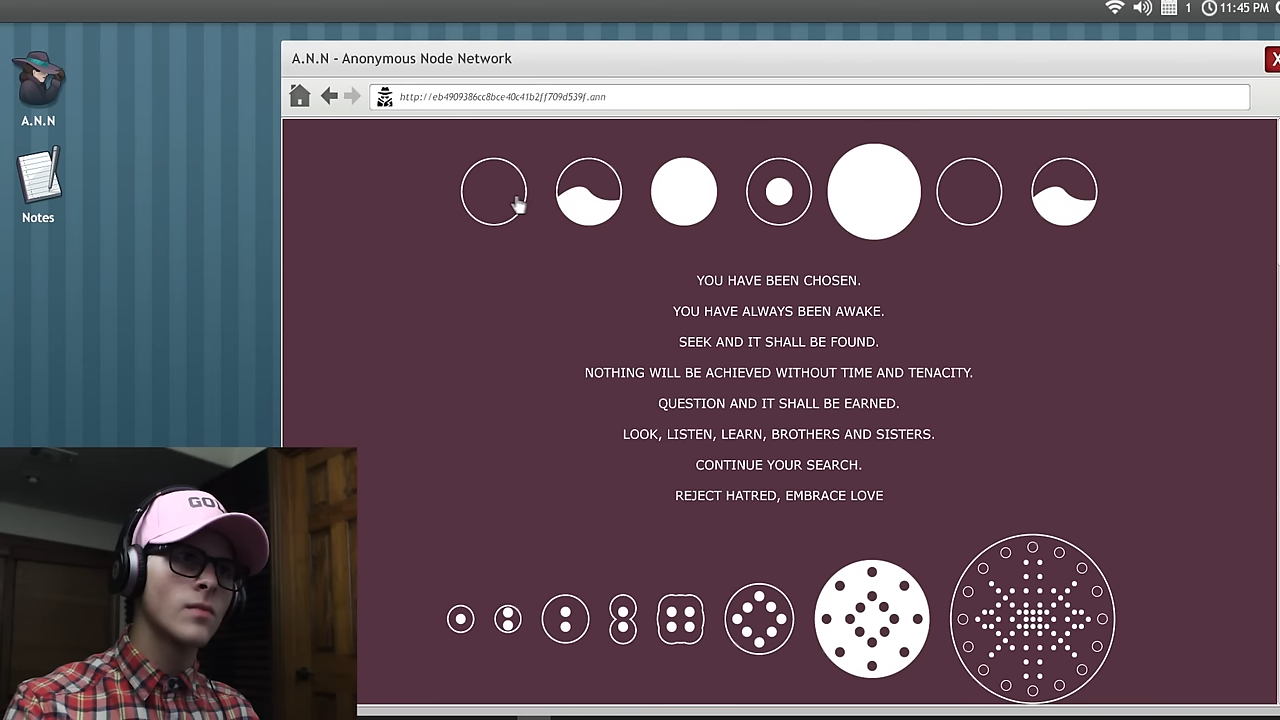 1 11:45 PM
A.N.N - Anonymous Node Network
http://eb4909386cc8bce40c41b2ff709d539f.ann
A.N.N
Notes
YOU HAVE BEEN CHOSEN.
YOU HAVE ALWAYS BEEN AWAKE.
SEEK AND IT SHALL BE FOUND.
NOTHING WILL BE ACHIEVED WITHOUT TIME AND TENACITY.
QUESTION AND IT SHALL BE EARNED.
LOOK, LISTEN, LEARN, BROTHERS AND SISTERS.
CONTINUE YOUR SEARCH.
REJECT HATRED, EMBRACE LOVE